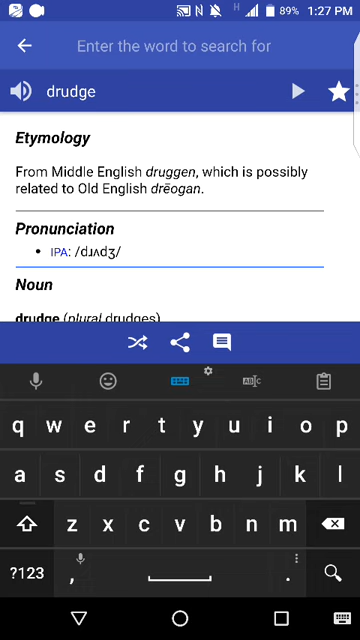 H 89% 1:27 PM
Enter the word to search for
drudge
Etymology
From Middle English druggen, which is possibly
related to Old English drēogan.
Pronunciation
• IPA: /dɹʌdʒ/
Noun
drudge (plural drudges)
q w e r t y u i o p
a s d f g h j k l
z x c v b n m
?123 , .